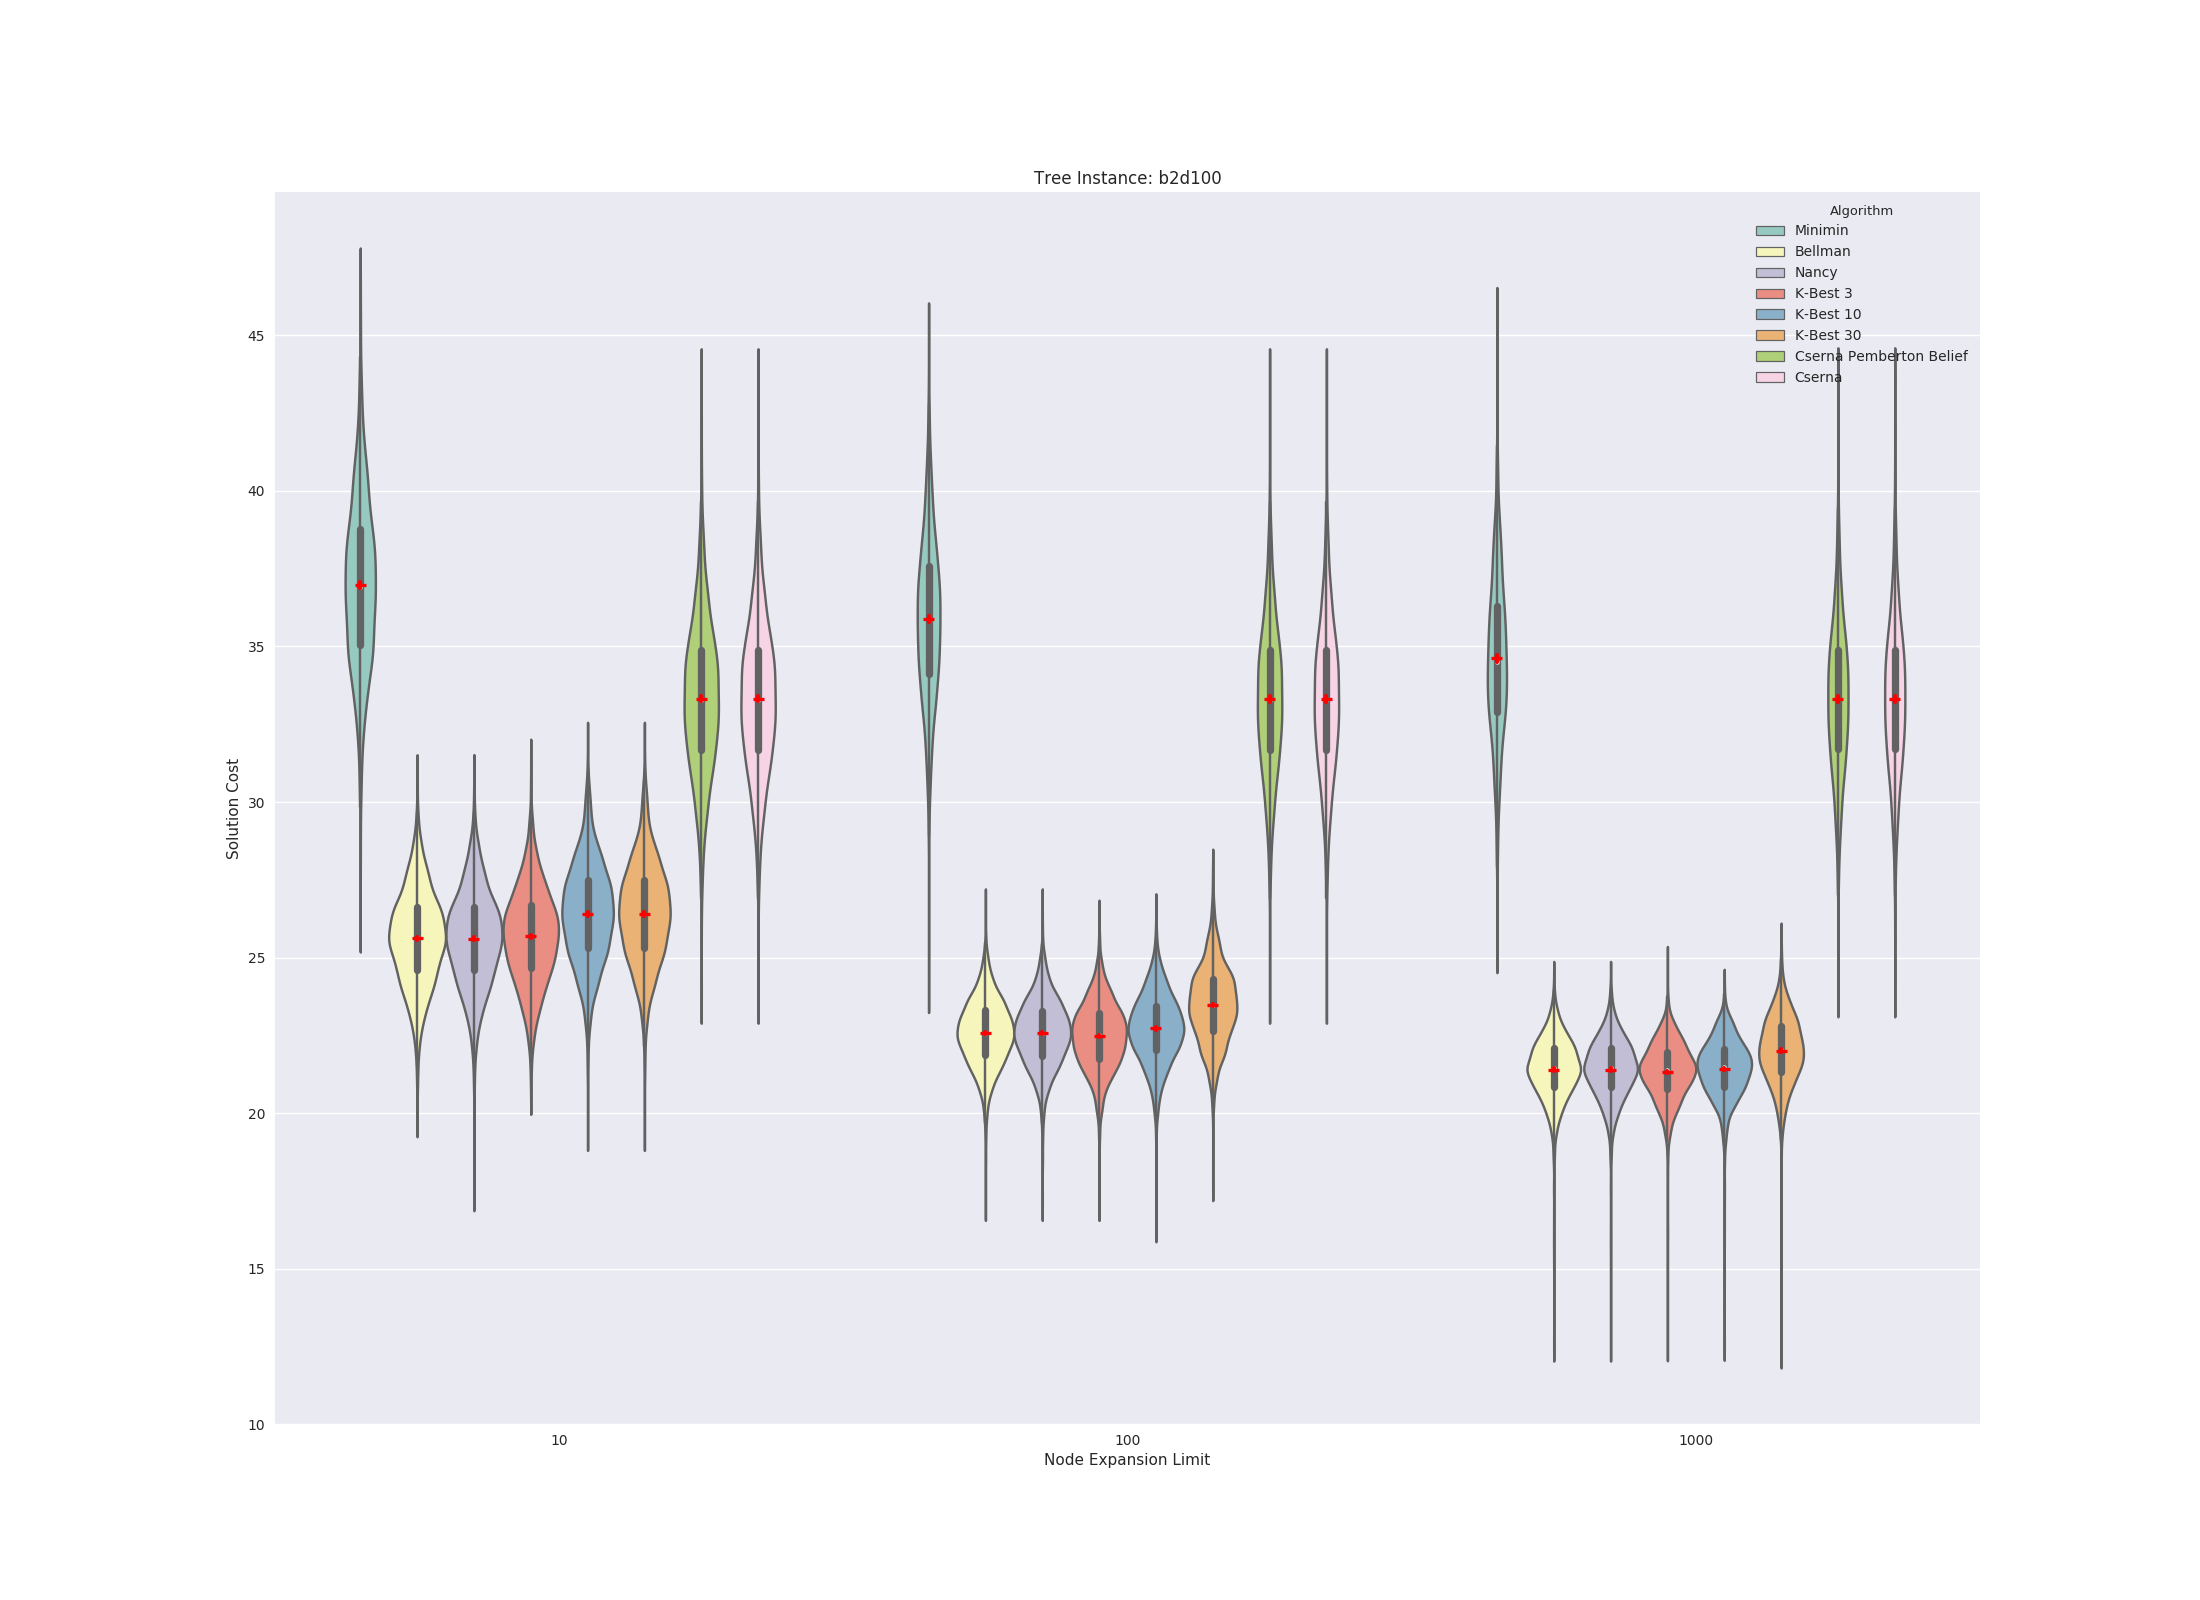 Tree Instance: b2d100
Algorithm
Minimin
Bellman
Nancy
K-Best 3
K-Best 10
K-Best 30
Cserna Pemberton Belief
Cserna
45
40
35
30
25
20
15
10
Solution Cost
10
100
1000
Node Expansion Limit